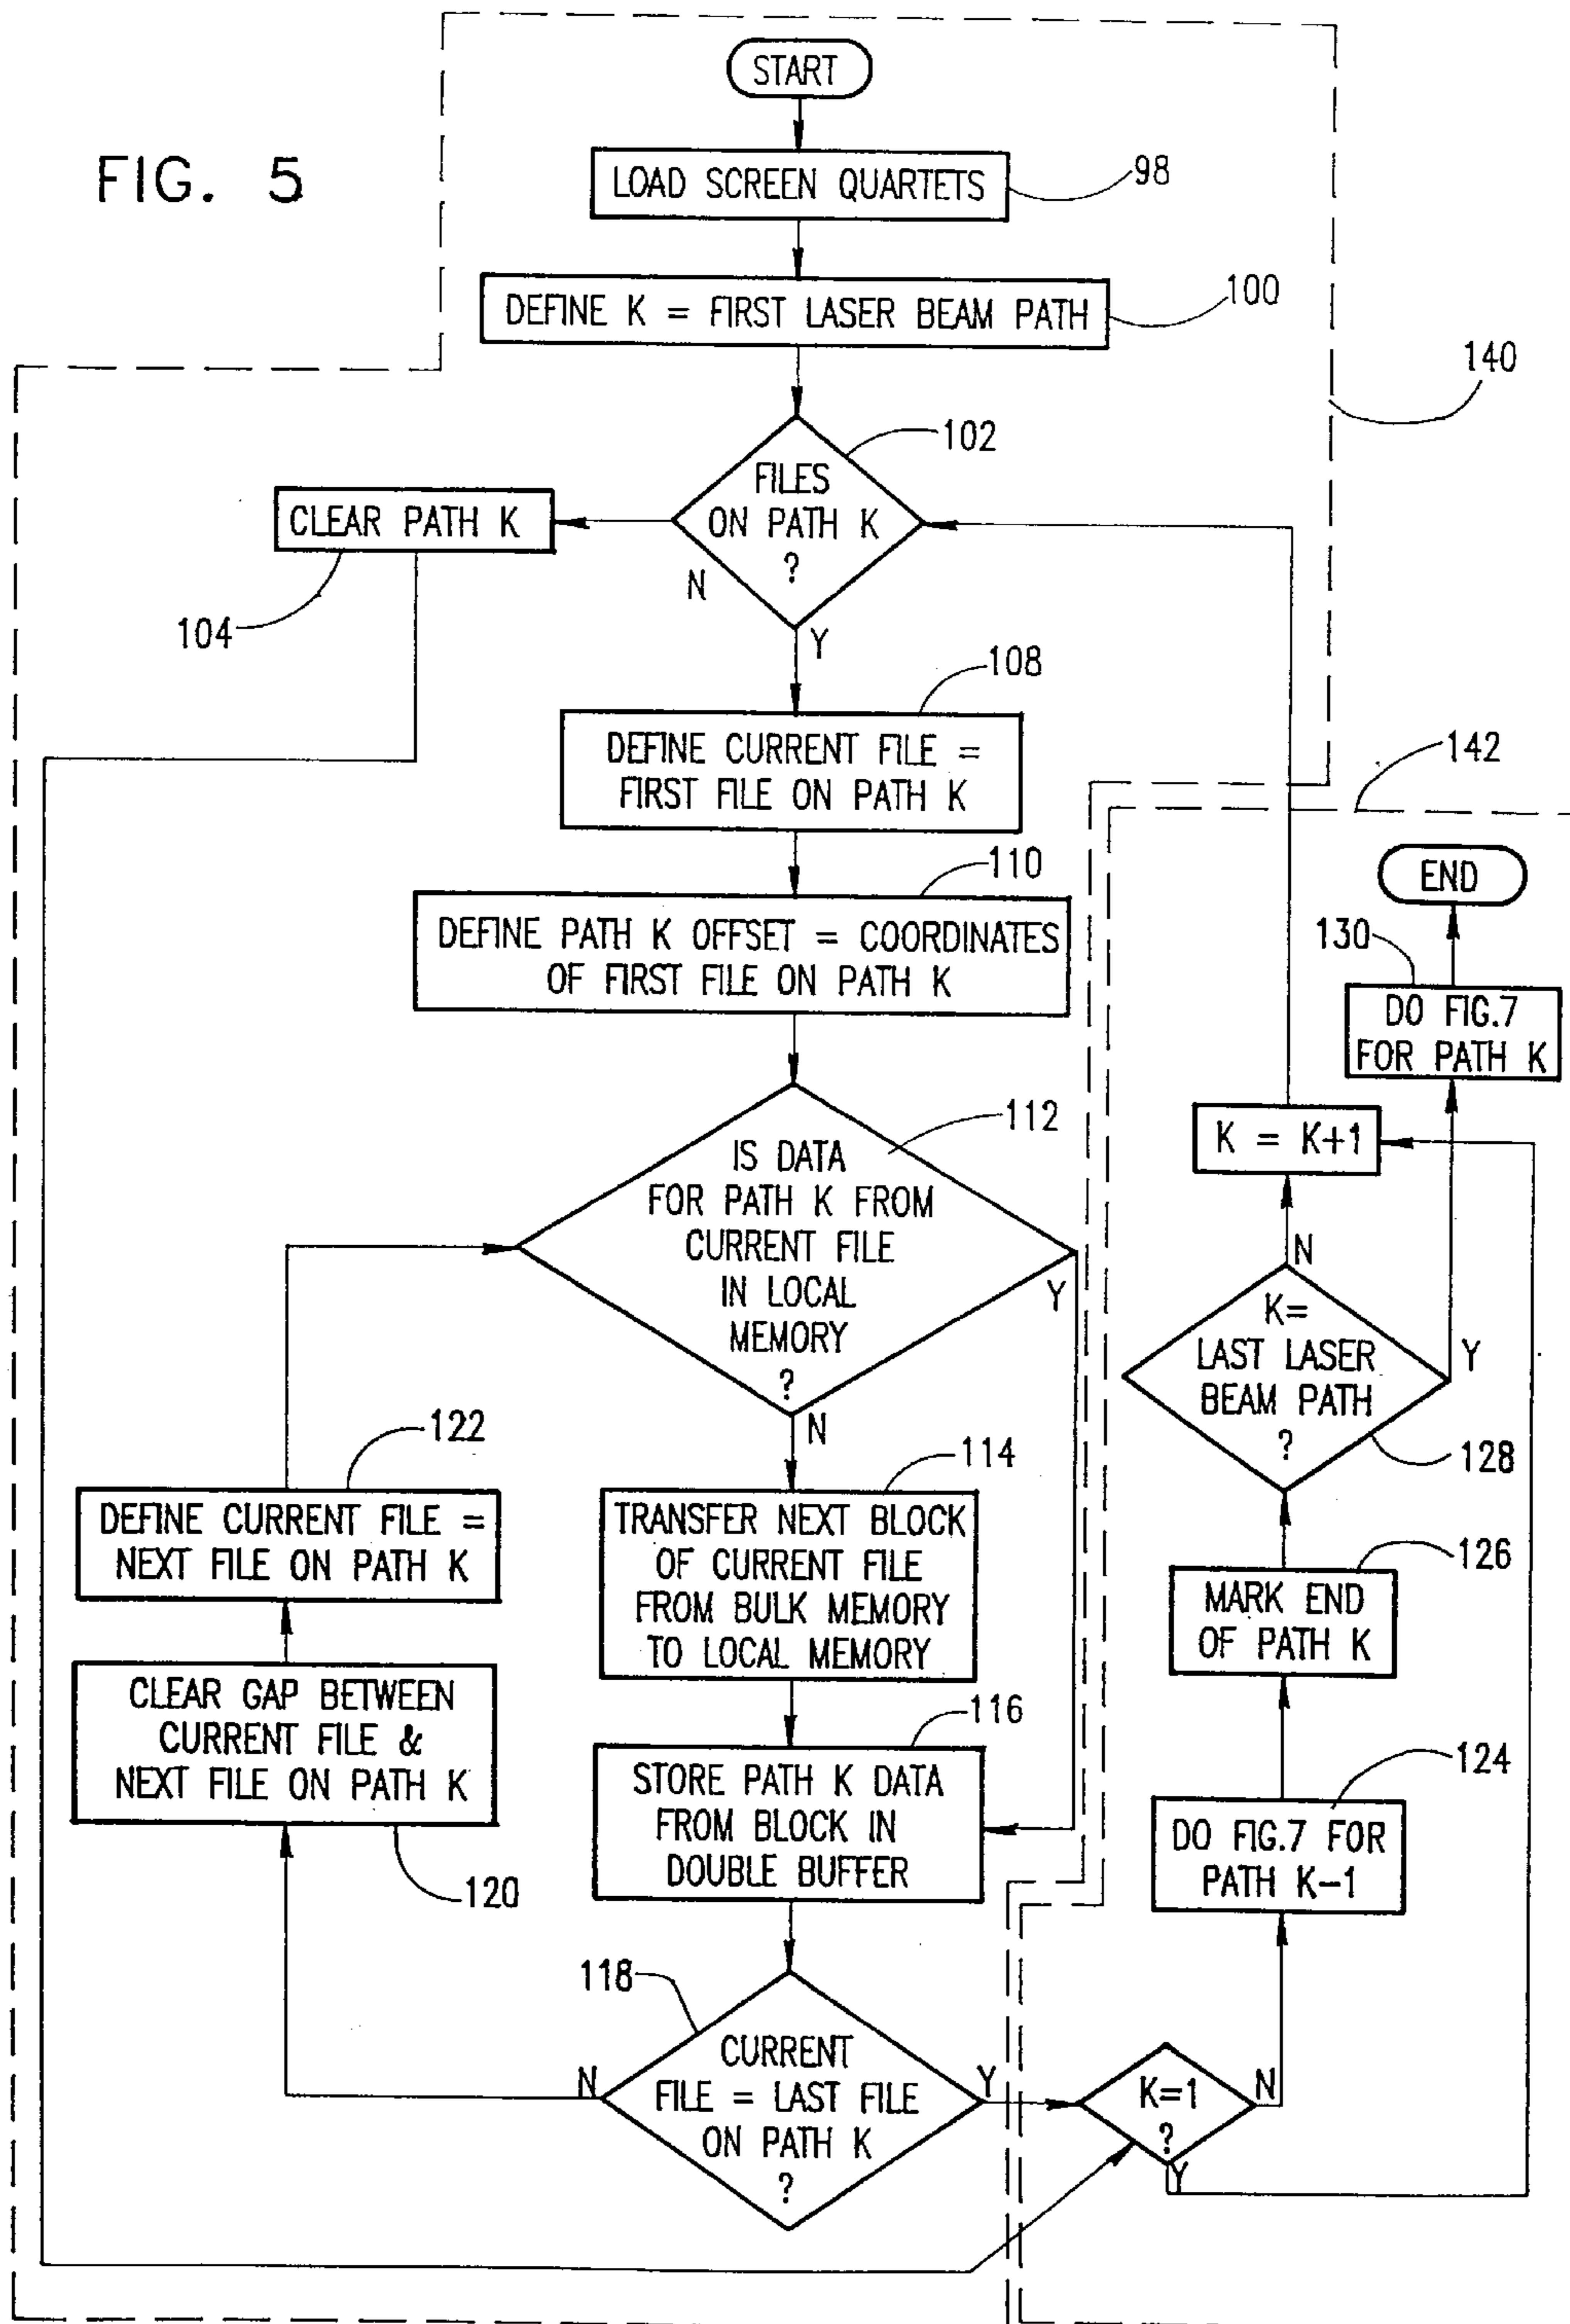 FIG. 5
START
LOAD SCREEN QUARTETS
98
DEFINE K = FIRST LASER BEAM PATH
100
140
102
FILES
ON PATH K
?
N
Y
CLEAR PATH K
104
108
DEFINE CURRENT FILE =
FIRST FILE ON PATH K
142
110
DEFINE PATH K OFFSET = COORDINATES
OF FIRST FILE ON PATH K
112
IS DATA
FOR PATH K FROM
CURRENT FILE
IN LOCAL
MEMORY
?
Y
N
122
DEFINE CURRENT FILE =
NEXT FILE ON PATH K
114
TRANSFER NEXT BLOCK
OF CURRENT FILE
FROM BULK MEMORY
TO LOCAL MEMORY
CLEAR GAP BETWEEN
CURRENT FILE &
NEXT FILE ON PATH K
120
116
STORE PATH K DATA
FROM BLOCK IN
DOUBLE BUFFER
118
CURRENT
FILE = LAST FILE
ON PATH K
?
N
Y
K=1
?
N
Y
124
DO FIG.7 FOR
PATH K-1
126
MARK END
OF PATH K
128
K=
LAST LASER
BEAM PATH
?
N
Y
K = K+1
130
DO FIG.7
FOR PATH K
END